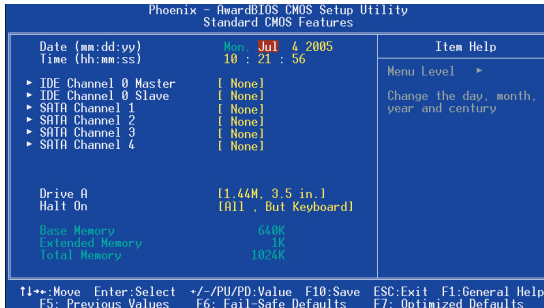 Phoenix - AwardBIOS CMOS Setup Utility
Standard CMOS Features
Date (mm:dd:yy) Mon, Jul 4 2005
Time (hh:mm:ss) 10 : 21 : 56
► IDE Channel 0 Master [ None]
► IDE Channel 0 Slave [ None]
► SATA Channel 1 [ None]
► SATA Channel 2 [ None]
► SATA Channel 3 [ None]
► SATA Channel 4 [ None]
Drive A [1.44M, 3.5 in.]
Halt On [All , But Keyboard]
Base Memory 640K
Extended Memory 1K
Total Memory 1024K
Item Help
Menu Level ►
Change the day, month,
year and century
↑↓→←:Move Enter:Select +/-/PU/PD:Value F10:Save ESC:Exit F1:General Help
F5: Previous Values F6: Fail-Safe Defaults F7: Optimized Defaults